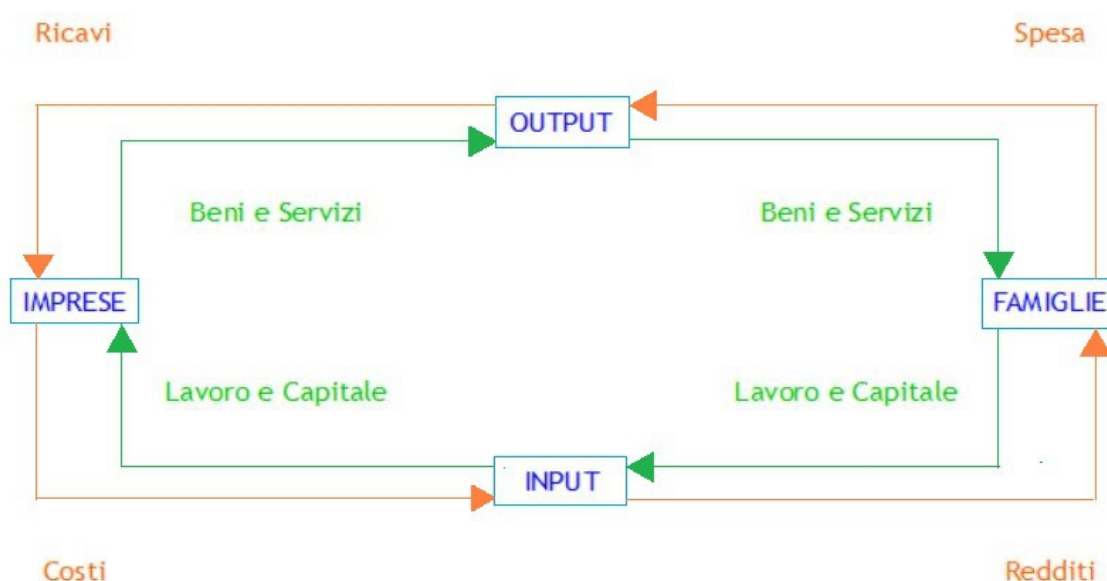 Ricavi
Spesa
OUTPUT
Beni e Servizi
Beni e Servizi
IMPRESE
FAMIGLIE
Lavoro e Capitale
Lavoro e Capitale
INPUT
Costi
Redditi